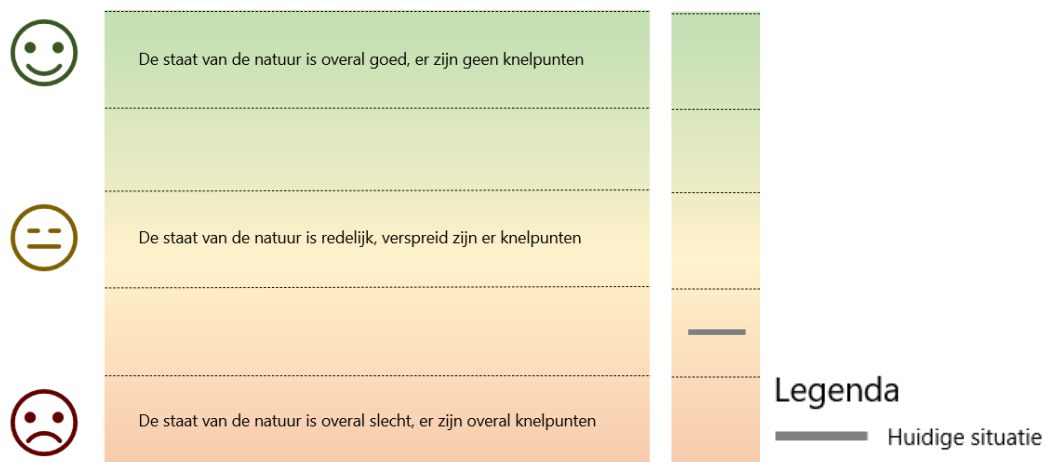 De staat van de natuur is overal goed, er zijn geen knelpunten
De staat van de natuur is redelijk, verspreid zijn er knelpunten
De staat van de natuur is overal slecht, er zijn overal knelpunten
Legenda
Huidige situatie